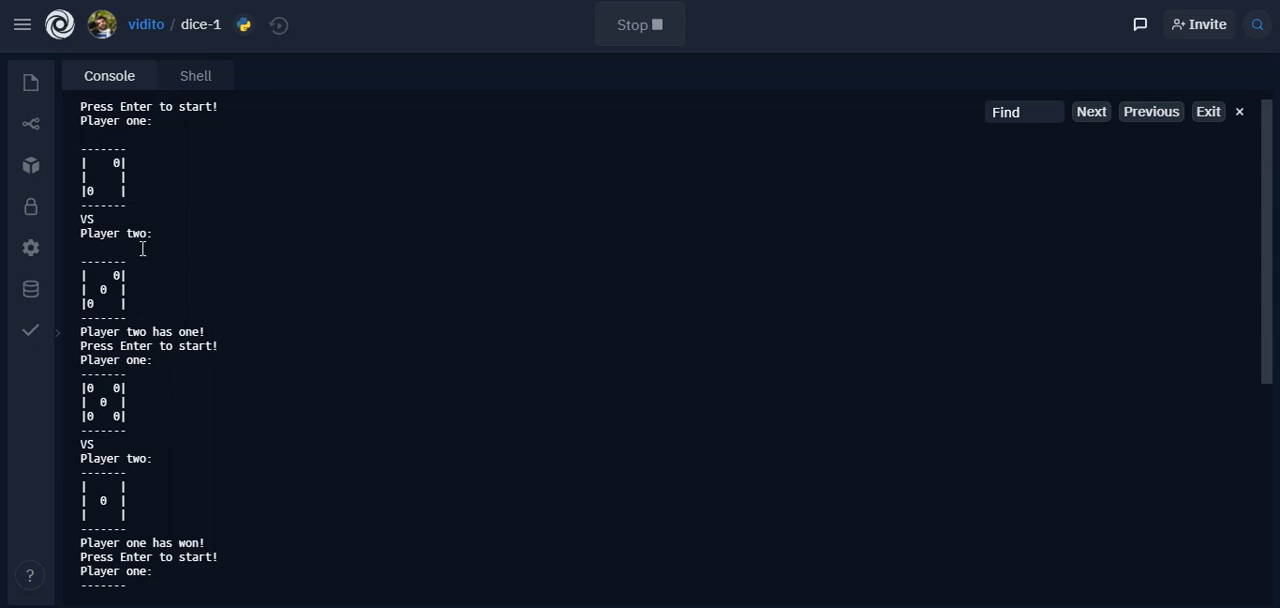 vidito / dice-1
Stop
Invite
Console
Shell
Find
Next
Previous
Exit
×
Press Enter to start!
Player one:

-------
|    0|
|     |
|0    |
-------
VS
Player two:

-------
|    0|
|  0  |
|0    |
-------
Player two has one!
Press Enter to start!
Player one:
-------
|0   0|
|  0  |
|0   0|
-------
VS
Player two:
-------
|     |
|  0  |
|     |
-------
Player one has won!
Press Enter to start!
Player one:
-------
?